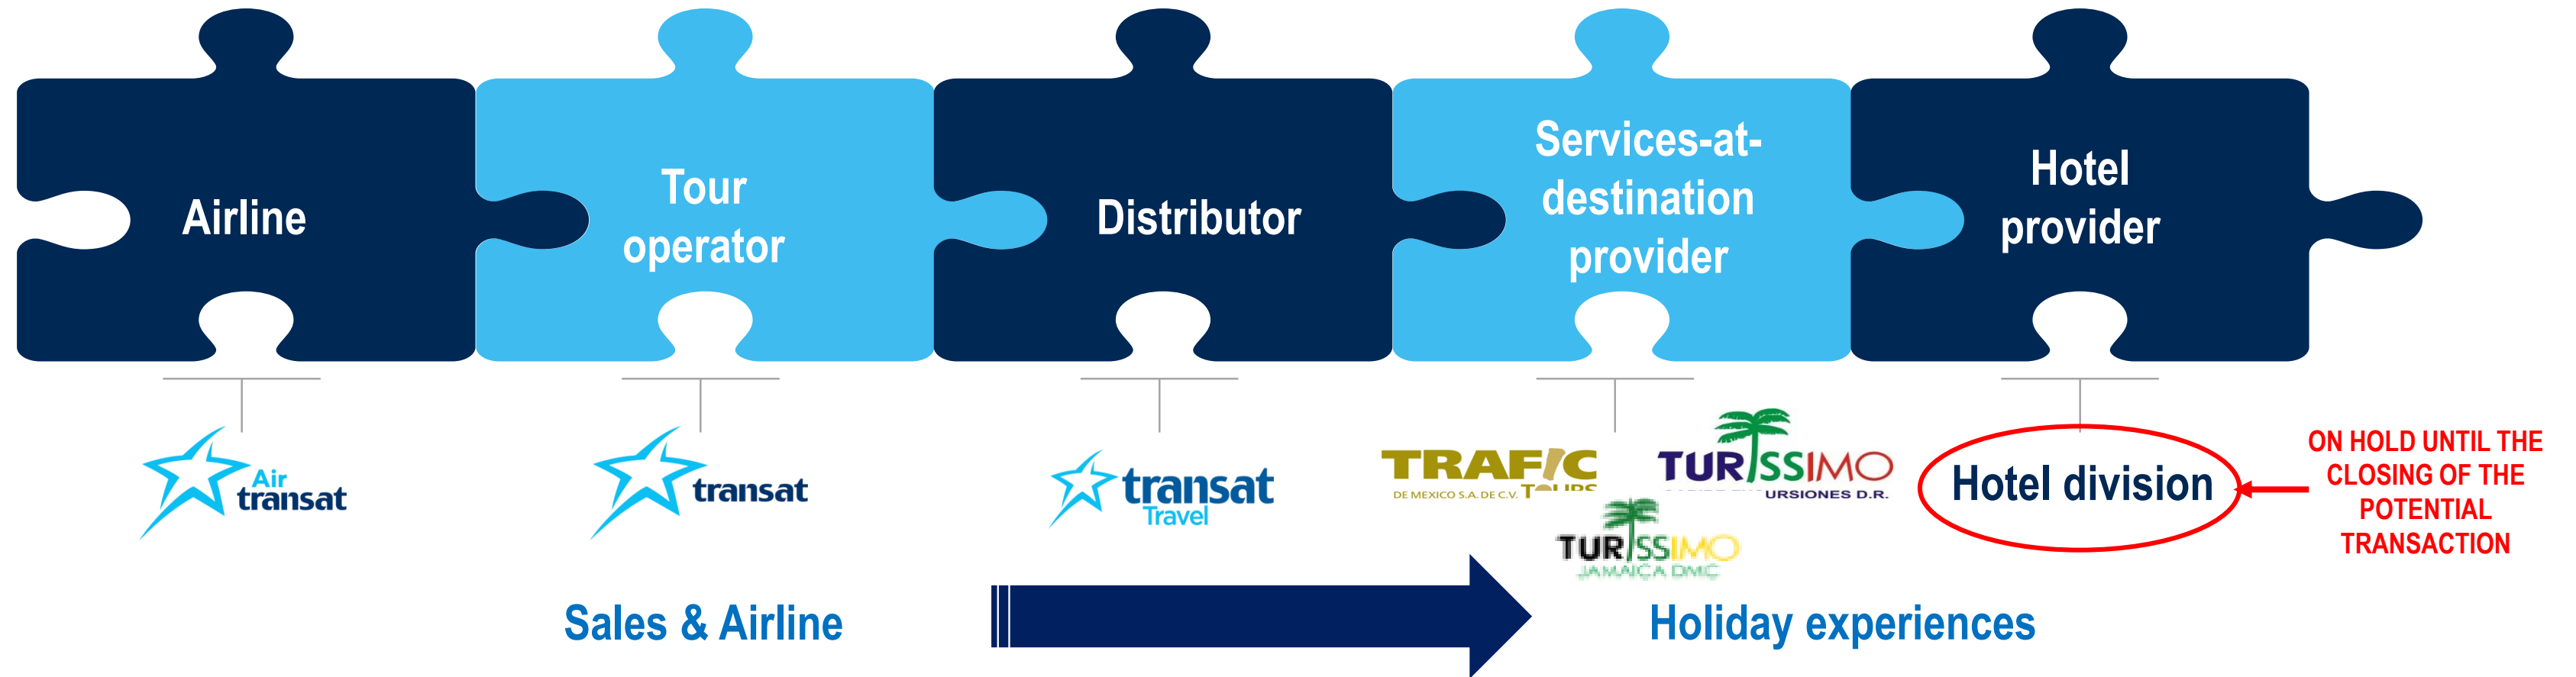 Airline
Tour
operator
Distributor
Services-at-
destination
provider
Hotel
provider
Air
transat
transat
transat
Travel
TRAFIC
DE MEXICO S.A. DE C.V. TOURS
TURISSIMO
URSIONES D.R.
TURISSIMO
JAMAICA DMC
Hotel division
ON HOLD UNTIL THE
CLOSING OF THE
POTENTIAL
TRANSACTION
Sales & Airline
Holiday experiences